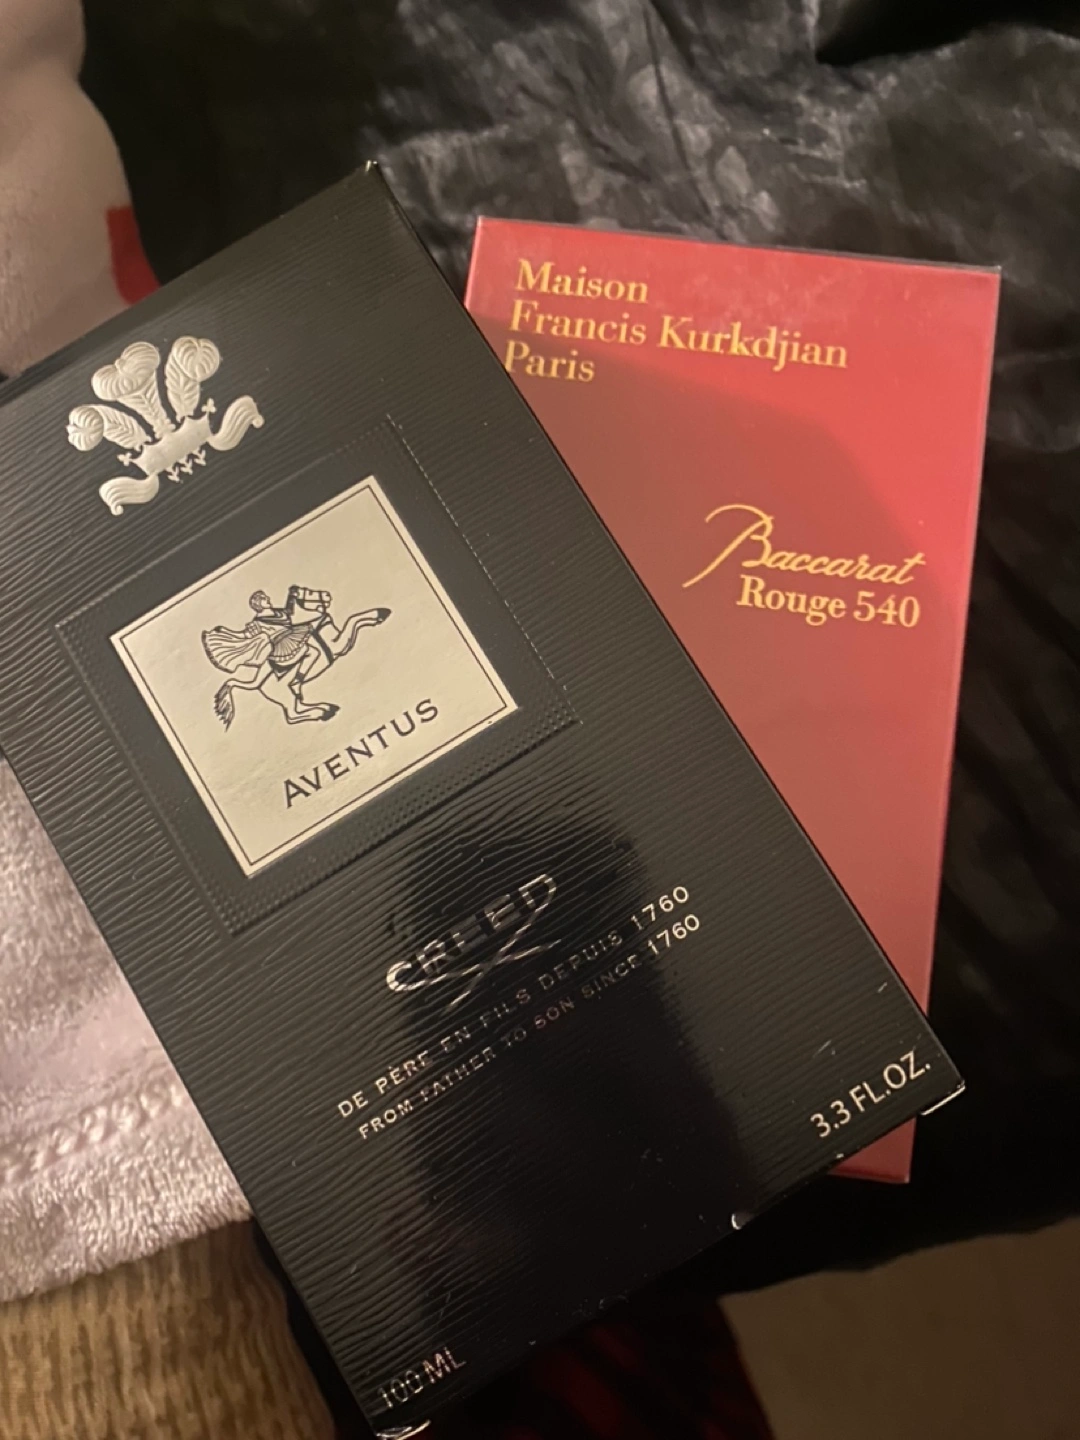 AVENTUS
CREED
DE PÈRE EN FILS DEPUIS 1760
FROM FATHER TO SON SINCE 1760
3.3 FL.OZ.
100 ML
Maison
Francis Kurkdjian
Paris
Baccarat
Rouge 540